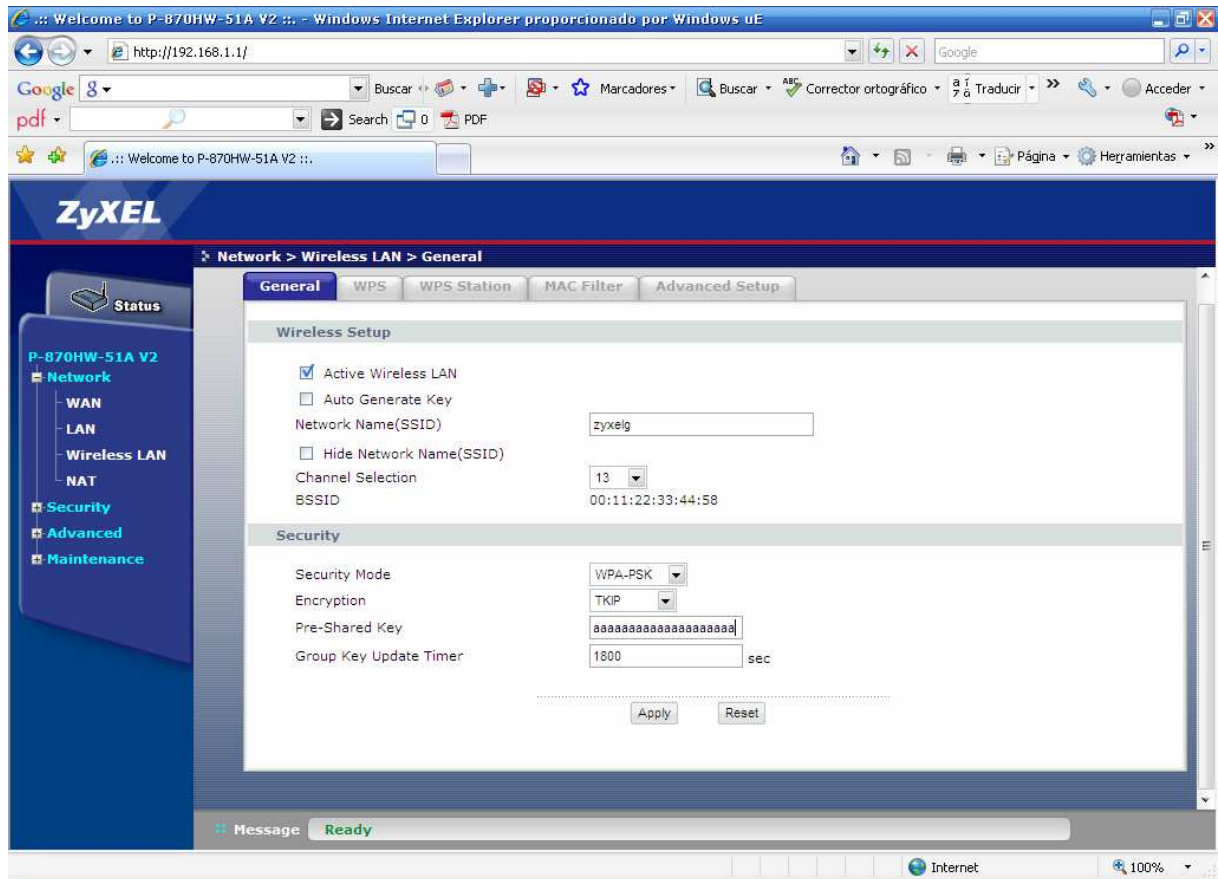 .:: Welcome to P-870HW-51A V2 ::. - Windows Internet Explorer proporcionado por Windows uE
http://192.168.1.1/
Google
Google
Buscar
Marcadores
Buscar
ABC
Corrector ortográfico
Traducir
»
Acceder
pdf
Search
0
PDF
.:: Welcome to P-870HW-51A V2 ::.
Página
Herramientas
»
ZyXEL
Network > Wireless LAN > General
Status
General
WPS
WPS Station
MAC Filter
Advanced Setup
P-870HW-51A V2
Network
WAN
LAN
Wireless LAN
NAT
Security
Advanced
Maintenance
Wireless Setup
Active Wireless LAN
Auto Generate Key
Network Name(SSID) zyxelg
Hide Network Name(SSID)
Channel Selection 13
BSSID 00:11:22:33:44:58
Security
Security Mode WPA-PSK
Encryption TKIP
Pre-Shared Key aaaaaaaaaaaaaaaaaaaa
Group Key Update Timer 1800 sec
Apply
Reset
Message Ready
Internet
100%